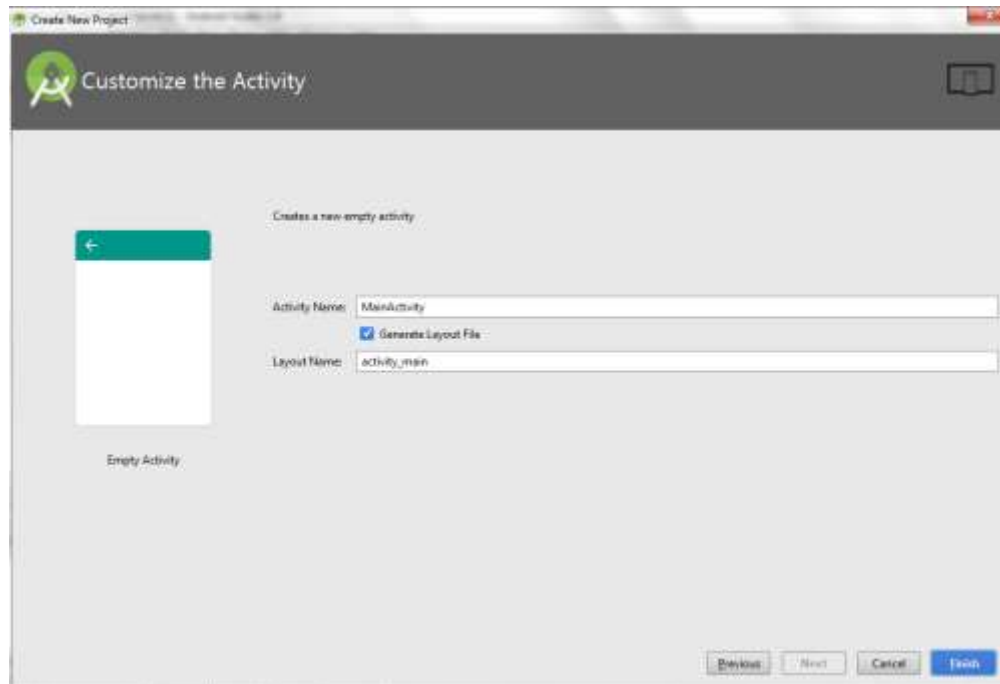 Create New Project
Customize the Activity
Creates a new empty activity
Activity Name: MainActivity
Generate Layout File
Layout Name: activity_main
Empty Activity
Previous Next Cancel Finish